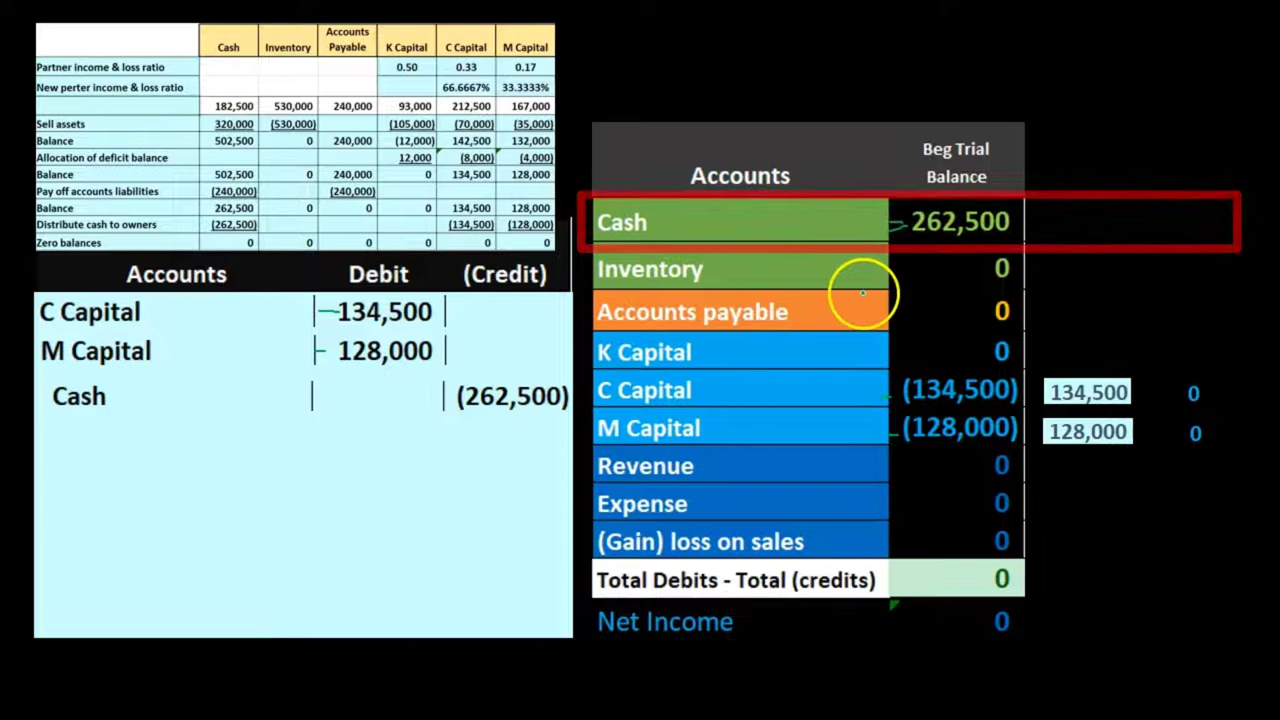 Cash Inventory Accounts Payable K Capital C Capital M Capital
Partner income & loss ratio 0.50 0.33 0.17
New perter income & loss ratio 66.6667% 33.3333%
182,500 530,000 240,000 93,000 212,500 167,000
Sell assets 320,000 (530,000) (105,000) (70,000) (35,000)
Balance 502,500 0 240,000 (12,000) 142,500 132,000
Allocation of deficit balance 12,000 (8,000) (4,000)
Balance 502,500 0 240,000 0 134,500 128,000
Pay off accounts liabilities (240,000) (240,000)
Balance 262,500 0 0 0 134,500 128,000
Distribute cash to owners (262,500) (134,500) (128,000)
Zero balances 0 0 0 0 0 0
Accounts Debit (Credit)
C Capital 134,500
M Capital 128,000
Cash (262,500)
Accounts Beg Trial Balance
Cash 262,500
Inventory 0
Accounts payable 0
K Capital 0
C Capital (134,500) 134,500 0
M Capital (128,000) 128,000 0
Revenue 0
Expense 0
(Gain) loss on sales 0
Total Debits - Total (credits) 0
Net Income 0